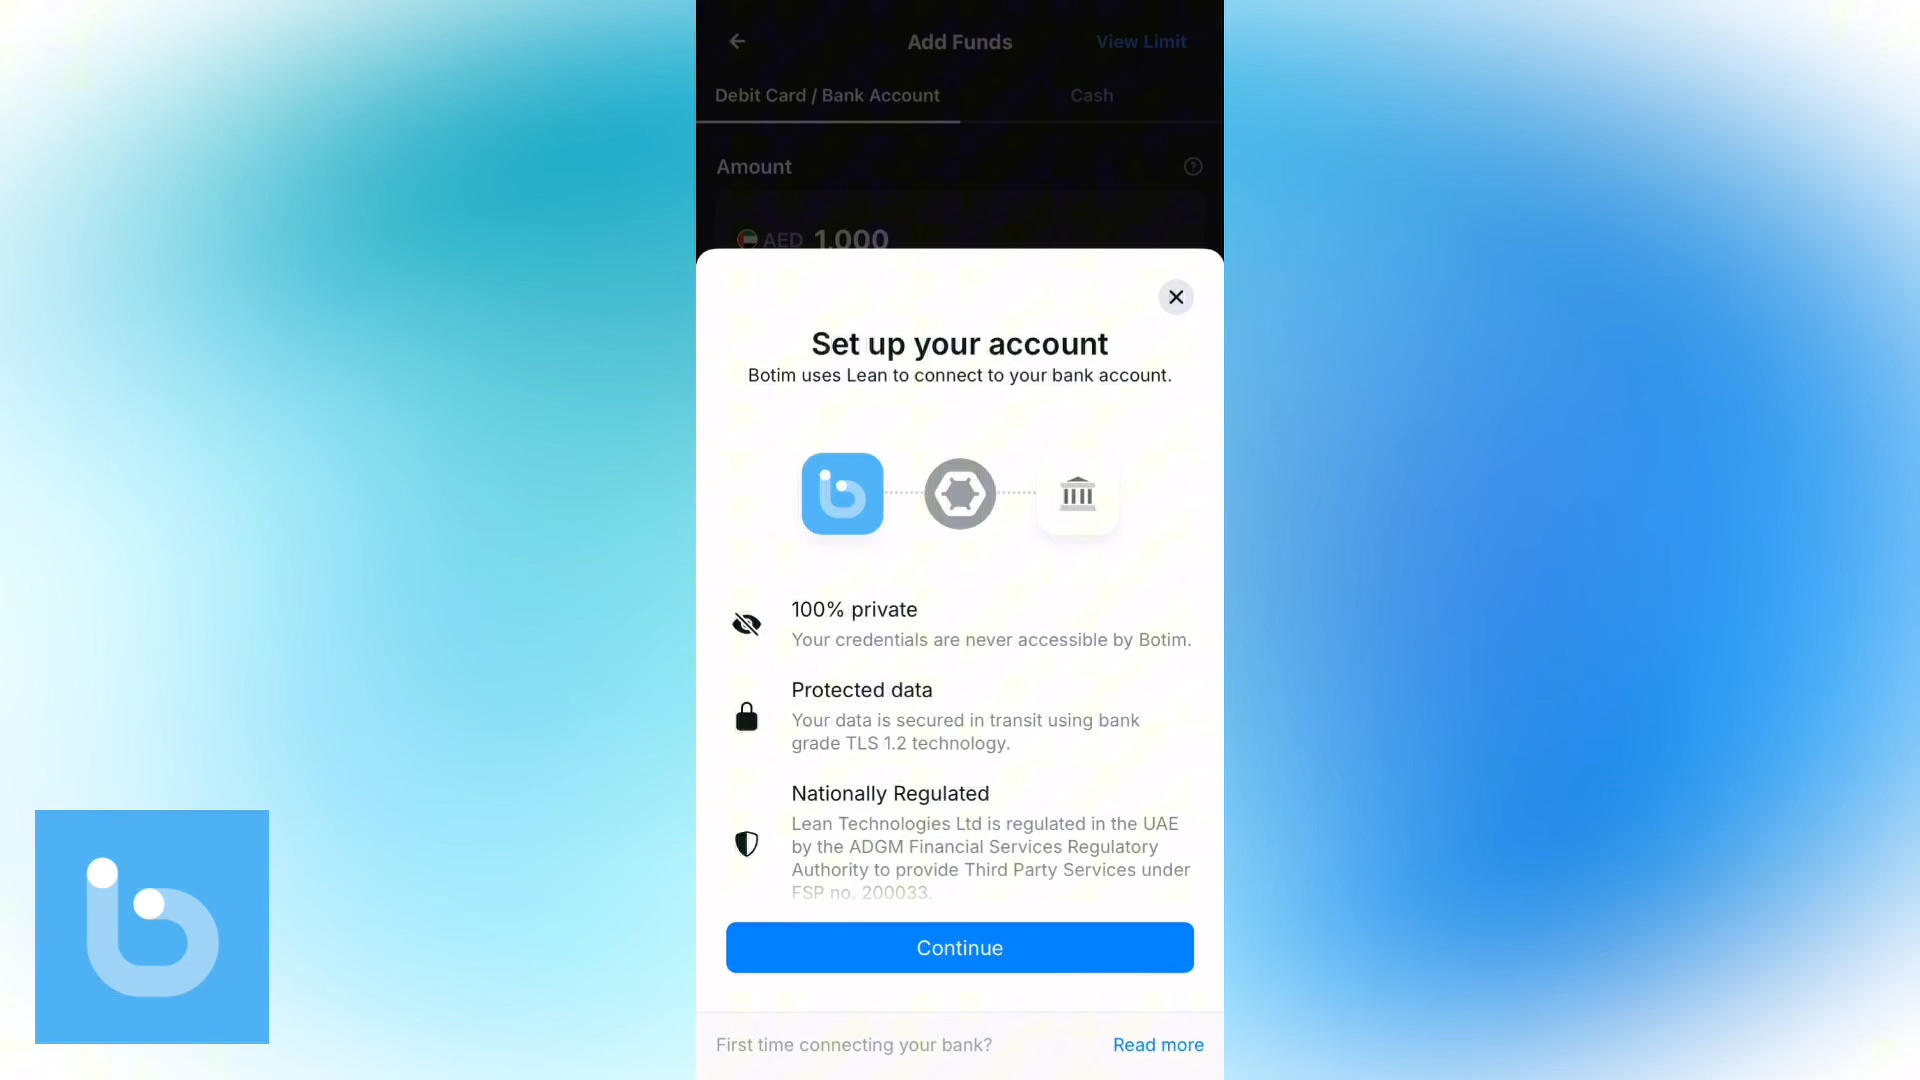 Add Funds
View Limit
Debit Card / Bank Account
Cash
Amount
AED 1,000
Set up your account
Botim uses Lean to connect to your bank account.
100% private
Your credentials are never accessible by Botim.
Protected data
Your data is secured in transit using bank
grade TLS 1.2 technology.
Nationally Regulated
Lean Technologies Ltd is regulated in the UAE
by the ADGM Financial Services Regulatory
Authority to provide Third Party Services under
FSP no. 200033.
Continue
First time connecting your bank?
Read more